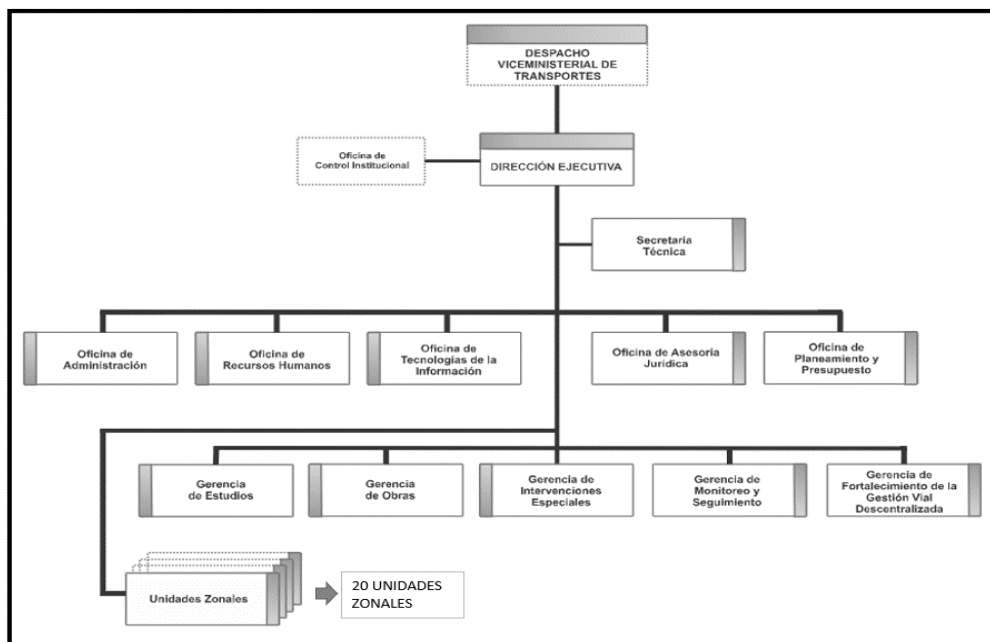 DESPACHO
VICEMINISTERIAL DE
TRANSPORTES
Oficina de
Control Institucional
DIRECCIÓN EJECUTIVA
Secretaría
Técnica
Oficina de
Administración
Oficina de
Recursos Humanos
Oficina de
Tecnologías de la
Información
Oficina de Asesoría
Jurídica
Oficina de
Planeamiento y
Presupuesto
Gerencia
de Estudios
Gerencia
de Obras
Gerencia de
Intervenciones
Especiales
Gerencia de
Monitoreo y
Seguimiento
Gerencia de
Fortalecimiento de la
Gestión Vial
Descentralizada
Unidades Zonales
20 UNIDADES
ZONALES